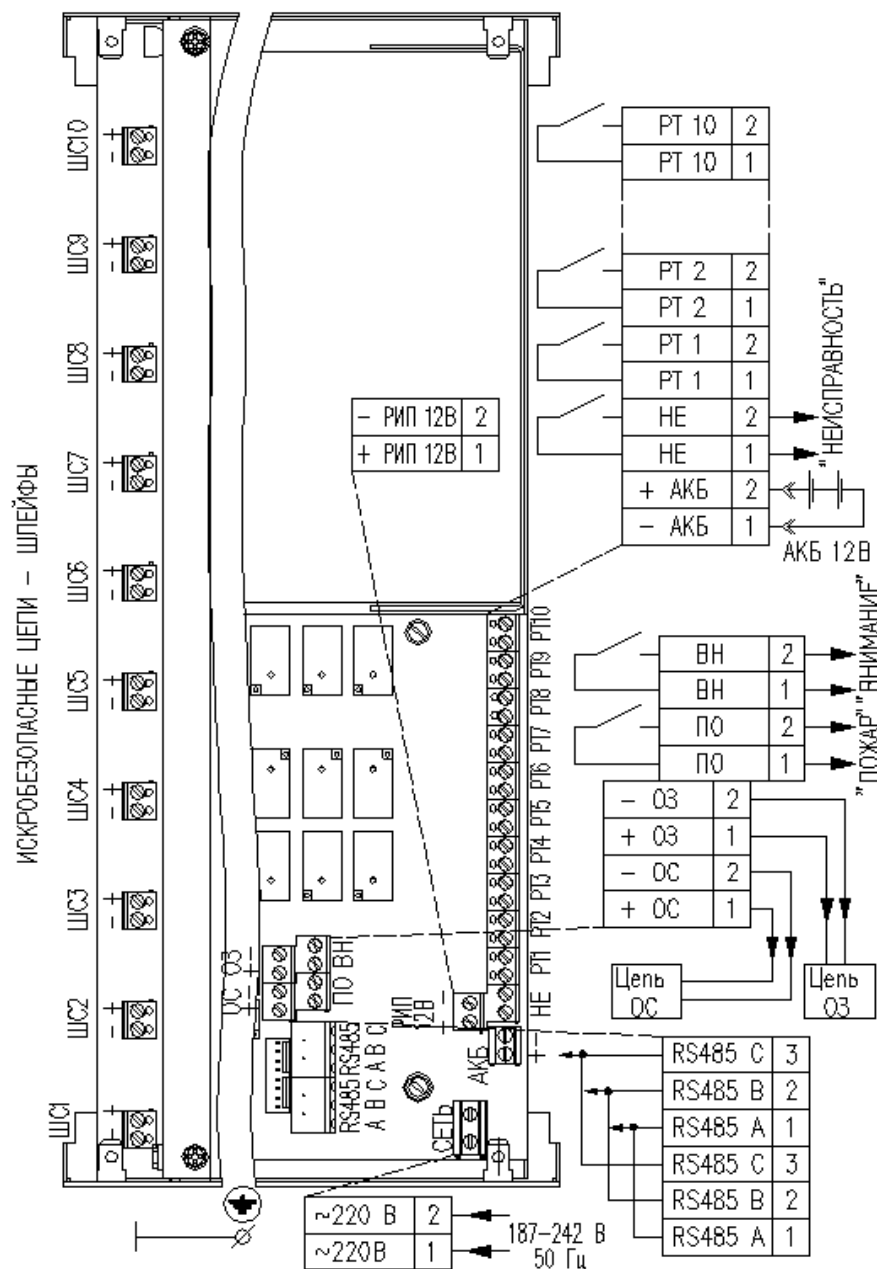 ИСКРОБЕЗОПАСНЫЕ ЦЕПИ – ШЛЕЙФЫ
ШС10 + –
ШС9 + –
ШС8 + –
ШС7 + –
ШС6 + –
ШС5 + –
ШС4 + –
ШС3 + –
ШС2 + –
ШС1 + –
РТ 10 2
РТ 10 1
РТ 2 2
РТ 2 1
РТ 1 2
РТ 1 1
НЕ 2
НЕ 1
+ АКБ 2
– АКБ 1
"НЕИСПРАВНОСТЬ"
АКБ 12В
– РИП 12В 2
+ РИП 12В 1
ВН 2
ВН 1
ПО 2
ПО 1
"ПОЖАР" "ВНИМАНИЕ"
– ОЗ 2
+ ОЗ 1
– ОС 2
+ ОС 1
Цепь ОС
Цепь ОЗ
НЕ РТ1 РТ2 РТ3 РТ4 РТ5 РТ6 РТ7 РТ8 РТ9 РТ10
ОС ОЗ
+ –
ПО ВН
РИП 12В
+ –
АКБ
+ –
RS485 RS485
А В С А В С
СЕТЬ
RS485 C 3
RS485 B 2
RS485 A 1
RS485 C 3
RS485 B 2
RS485 A 1
~220 В 2
~220В 1
187–242 В
50 Гц